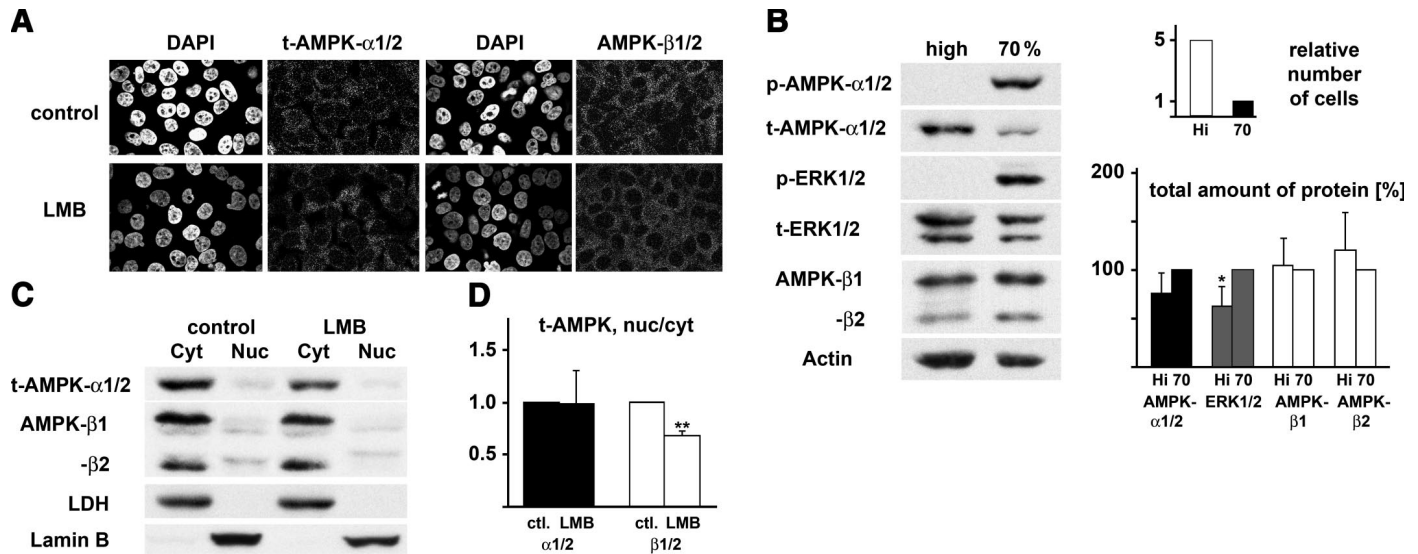 A
DAPI t-AMPK-α1/2 DAPI AMPK-β1/2
control
LMB
B
high 70 %
p-AMPK-α1/2
t-AMPK-α1/2
p-ERK1/2
t-ERK1/2
AMPK-β1
-β2
Actin
5
1
Hi 70
relative
number
of cells
200
100
total amount of protein [%]
*
Hi 70 Hi 70 Hi 70 Hi 70
AMPK- ERK1/2 AMPK- AMPK-
α1/2 β1 β2
C
control LMB
Cyt Nuc Cyt Nuc
t-AMPK-α1/2
AMPK-β1
-β2
LDH
Lamin B
D
t-AMPK, nuc/cyt
1.5
1.0
0.5
**
ctl. LMB ctl. LMB
α1/2 β1/2